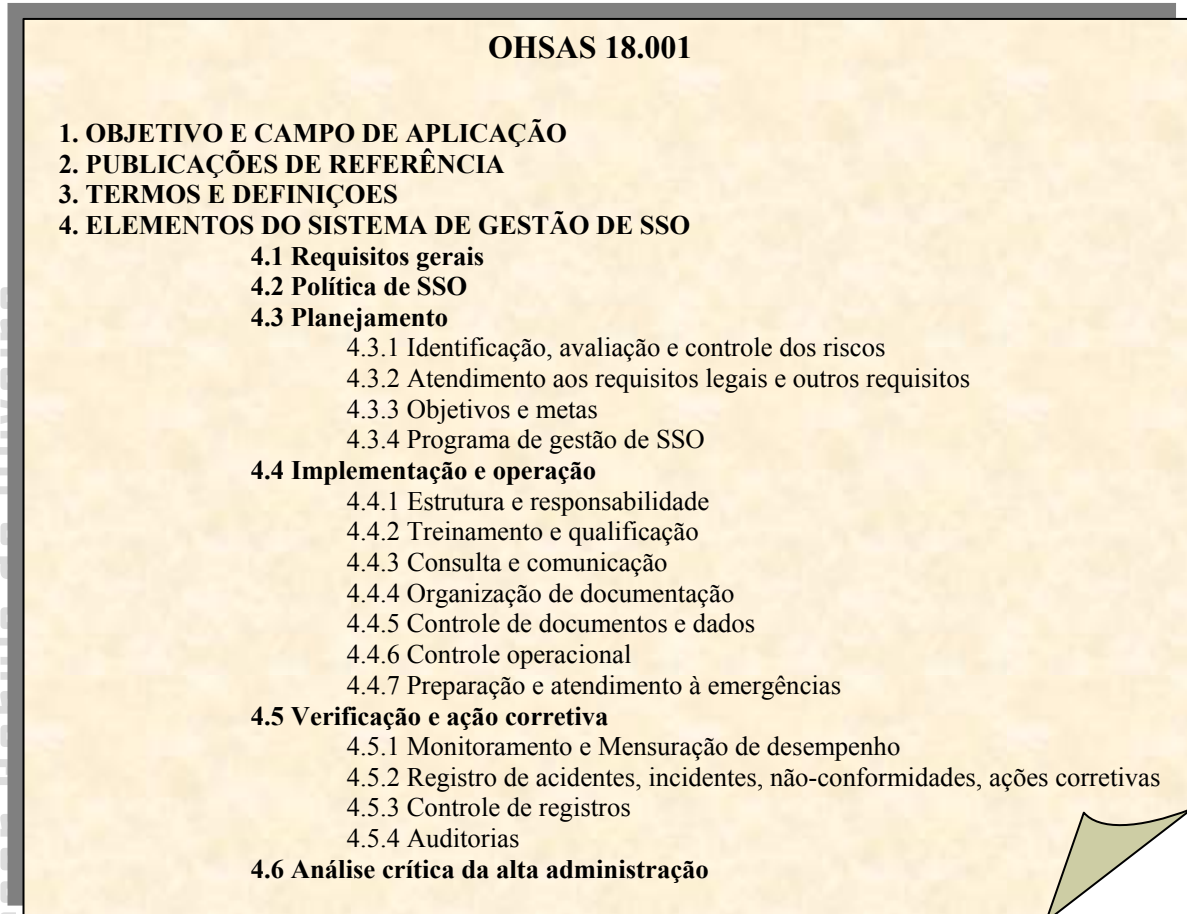 OHSAS 18.001
1. OBJETIVO E CAMPO DE APLICAÇÃO
2. PUBLICAÇÕES DE REFERÊNCIA
3. TERMOS E DEFINIÇOES
4. ELEMENTOS DO SISTEMA DE GESTÃO DE SSO
4.1 Requisitos gerais
4.2 Política de SSO
4.3 Planejamento
4.3.1 Identificação, avaliação e controle dos riscos
4.3.2 Atendimento aos requisitos legais e outros requisitos
4.3.3 Objetivos e metas
4.3.4 Programa de gestão de SSO
4.4 Implementação e operação
4.4.1 Estrutura e responsabilidade
4.4.2 Treinamento e qualificação
4.4.3 Consulta e comunicação
4.4.4 Organização de documentação
4.4.5 Controle de documentos e dados
4.4.6 Controle operacional
4.4.7 Preparação e atendimento à emergências
4.5 Verificação e ação corretiva
4.5.1 Monitoramento e Mensuração de desempenho
4.5.2 Registro de acidentes, incidentes, não-conformidades, ações corretivas
4.5.3 Controle de registros
4.5.4 Auditorias
4.6 Análise crítica da alta administração